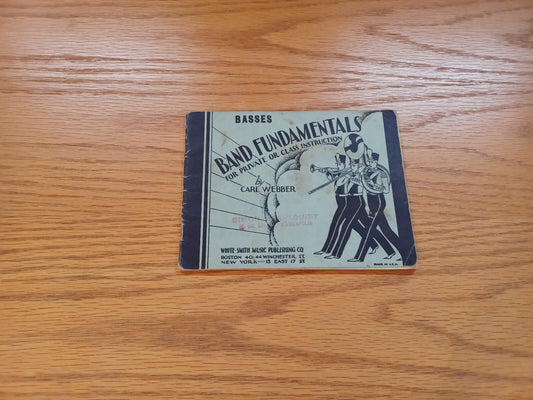 BASSES
BAND FUNDAMENTALS
FOR PRIVATE OR CLASS INSTRUCTION
by
CARL WEBBER
WHITE-SMITH MUSIC PUBLISHING CO.
BOSTON 40-44 WINCHESTER ST.
NEW YORK — 13 EAST 17 ST
MADE IN U.S.A.